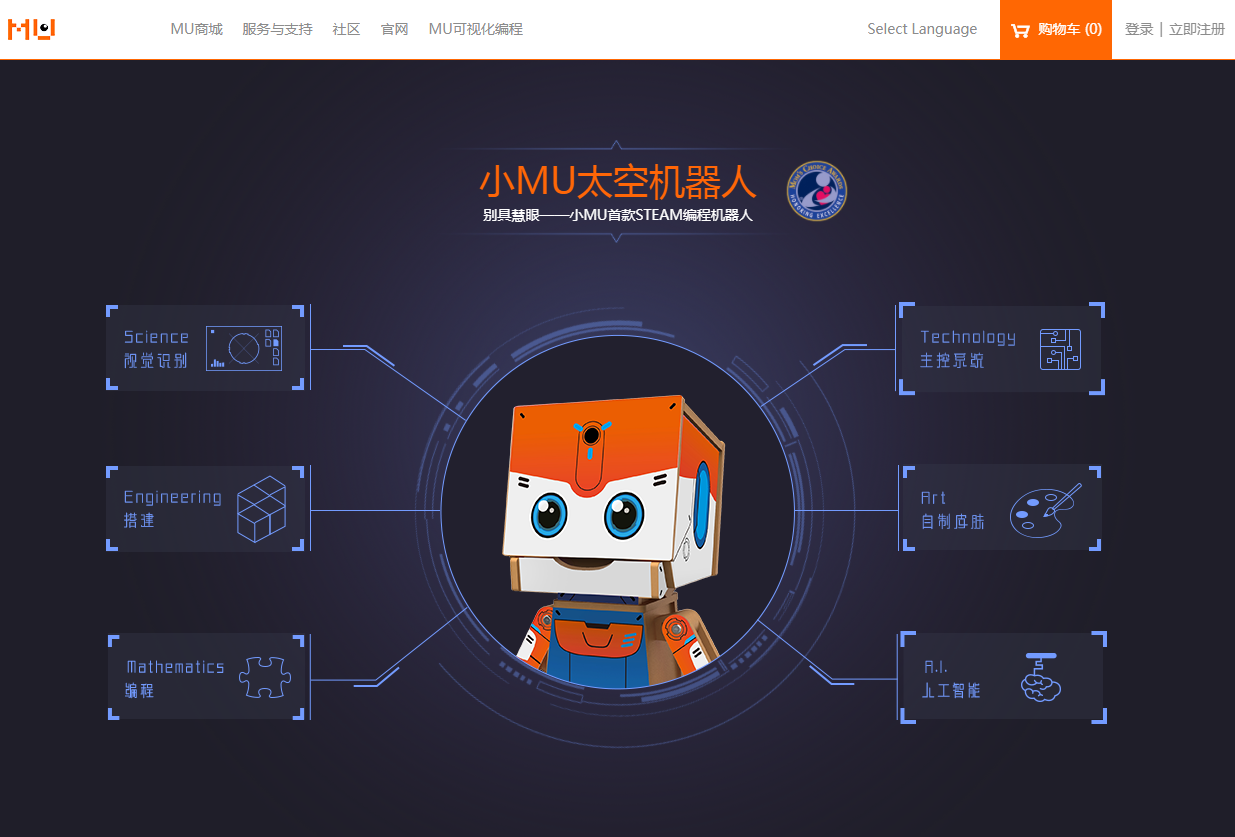 MU
MU商城 服务与支持 社区 官网 MU可视化编程
Select Language
购物车 (0)
登录 | 立即注册
小MU太空机器人
别具慧眼——小MU首款STEAM编程机器人
MOM'S CHOICE AWARDS
HONORING EXCELLENCE
Science
视觉识别
Technology
主控系统
Engineering
搭建
Art
自制皮肤
Mathematics
编程
A.I.
人工智能